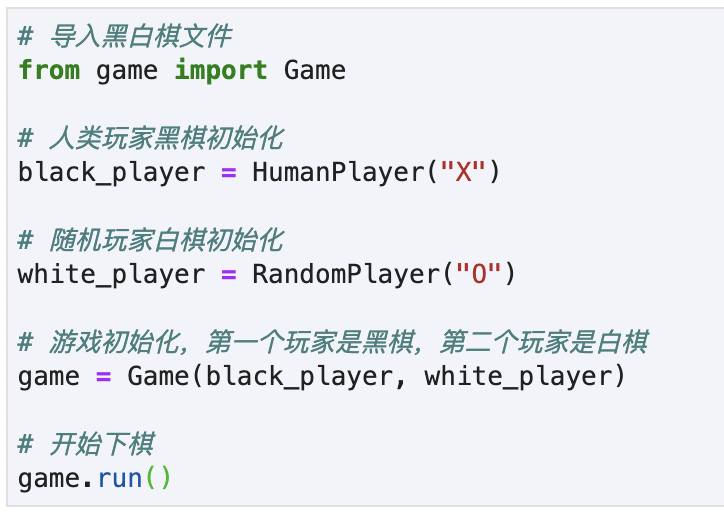 # 导入黑白棋文件
from game import Game
# 人类玩家黑棋初始化
black_player = HumanPlayer("X")
# 随机玩家白棋初始化
white_player = RandomPlayer("O")
# 游戏初始化，第一个玩家是黑棋，第二个玩家是白棋
game = Game(black_player, white_player)
# 开始下棋
game.run()